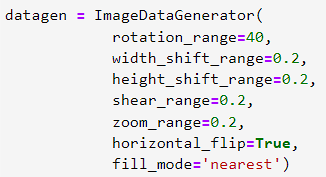 datagen = ImageDataGenerator(
            rotation_range=40,
            width_shift_range=0.2,
            height_shift_range=0.2,
            shear_range=0.2,
            zoom_range=0.2,
            horizontal_flip=True,
            fill_mode='nearest')